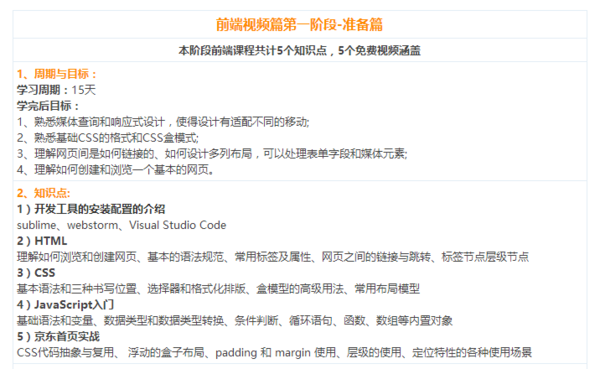 前端视频篇第一阶段-准备篇
本阶段前端课程共计5个知识点，5个免费视频涵盖
1、周期与目标：
学习周期：15天
学完后目标：
1、熟悉媒体查询和响应式设计，使得设计有适配不同的移动;
2、熟悉基础CSS的格式和CSS盒模式;
3、理解网页间是如何链接的、如何设计多列布局，可以处理表单字段和媒体元素;
4、理解如何创建和浏览一个基本的网页。
2、知识点:
1）开发工具的安装配置的介绍
sublime、webstorm、Visual Studio Code
2）HTML
理解如何浏览和创建网页、基本的语法规范、常用标签及属性、网页之间的链接与跳转、标签节点层级节点
3）CSS
基本语法和三种书写位置、选择器和格式化排版、盒模型的高级用法、常用布局模型
4）JavaScript入门
基础语法和变量、数据类型和数据类型转换、条件判断、循环语句、函数、数组等内置对象
5）京东首页实战
CSS代码抽象与复用、 浮动的盒子布局、padding 和 margin 使用、层级的使用、定位特性的各种使用场景